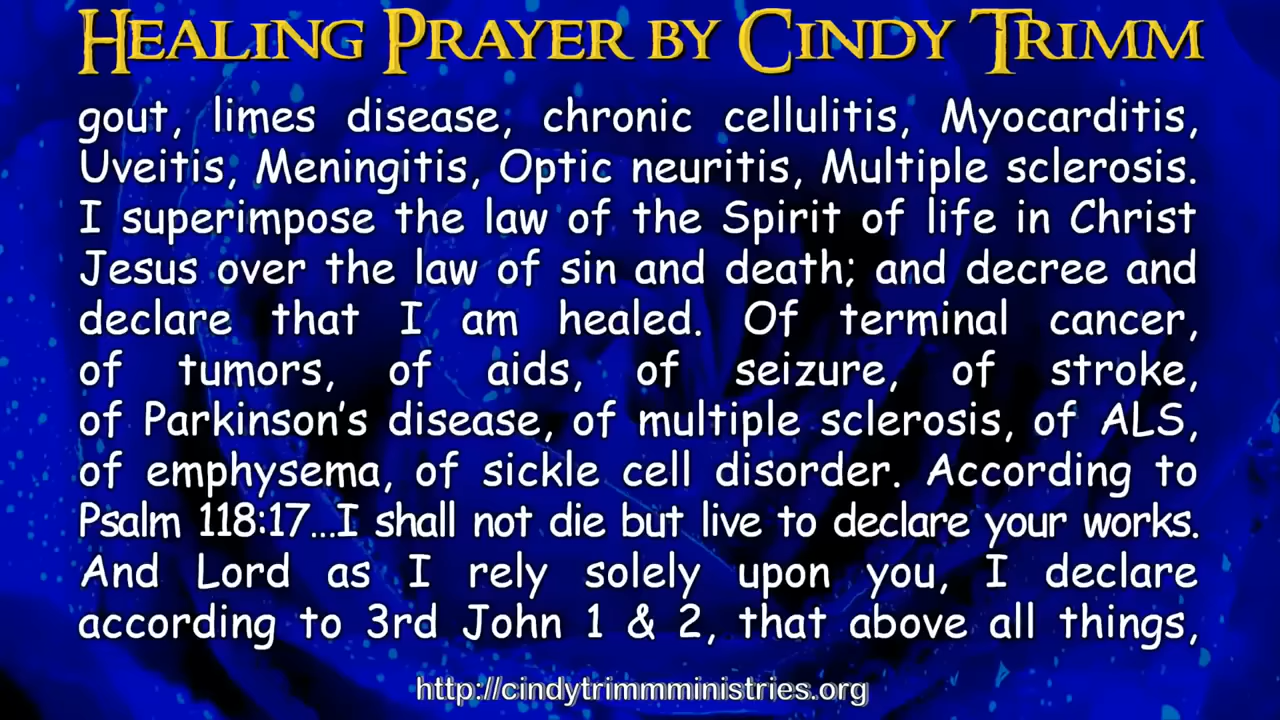 Healing Prayer by Cindy Trimm
gout, limes disease, chronic cellulitis, Myocarditis,
Uveitis, Meningitis, Optic neuritis, Multiple sclerosis.
I superimpose the law of the Spirit of life in Christ
Jesus over the law of sin and death; and decree and
declare that I am healed. Of terminal cancer,
of tumors, of aids, of seizure, of stroke,
of Parkinson's disease, of multiple sclerosis, of ALS,
of emphysema, of sickle cell disorder. According to
Psalm 118:17...I shall not die but live to declare your works.
And Lord as I rely solely upon you, I declare
according to 3rd John 1 & 2, that above all things,
http://cindytrimmministries.org